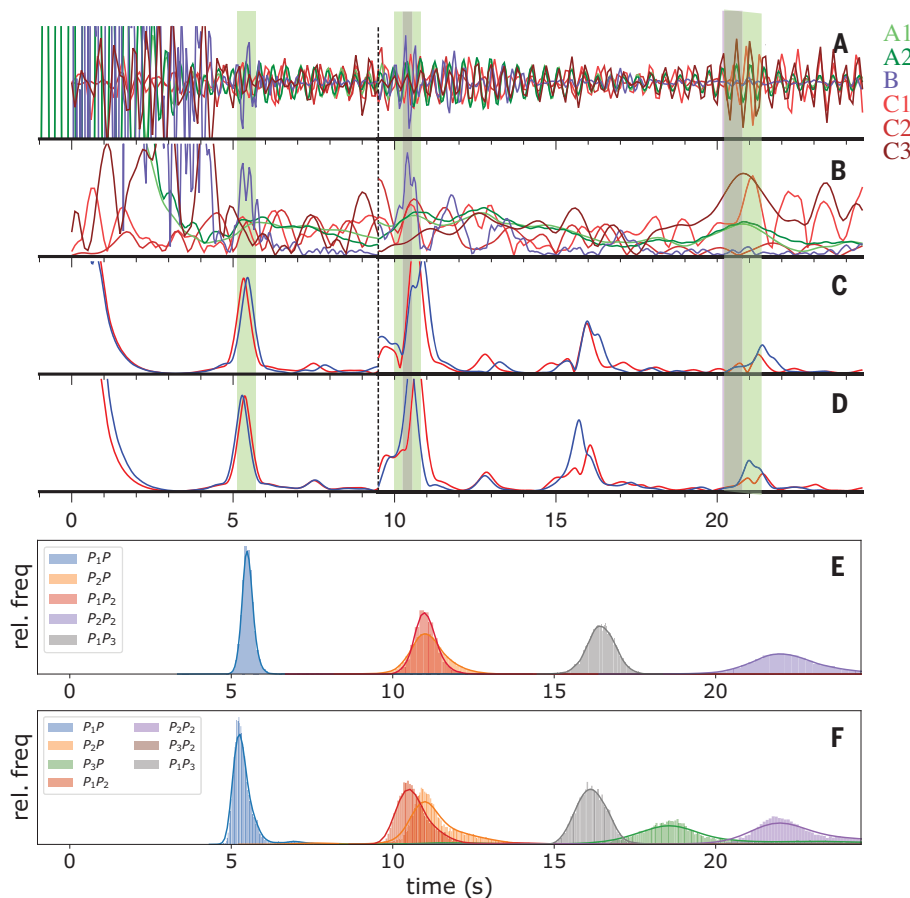 A
A1
A2
B
C1
C2
C3
B
C
D
0 5 10 15 20
E
P₁P
P₂P
P₁P₂
P₂P₂
P₁P₃
rel. freq
0 5 10 15 20
F
P₁P P₂P₂
P₂P P₃P₂
P₃P P₁P₃
P₁P₂
rel. freq
0 5 10 15 20
time (s)